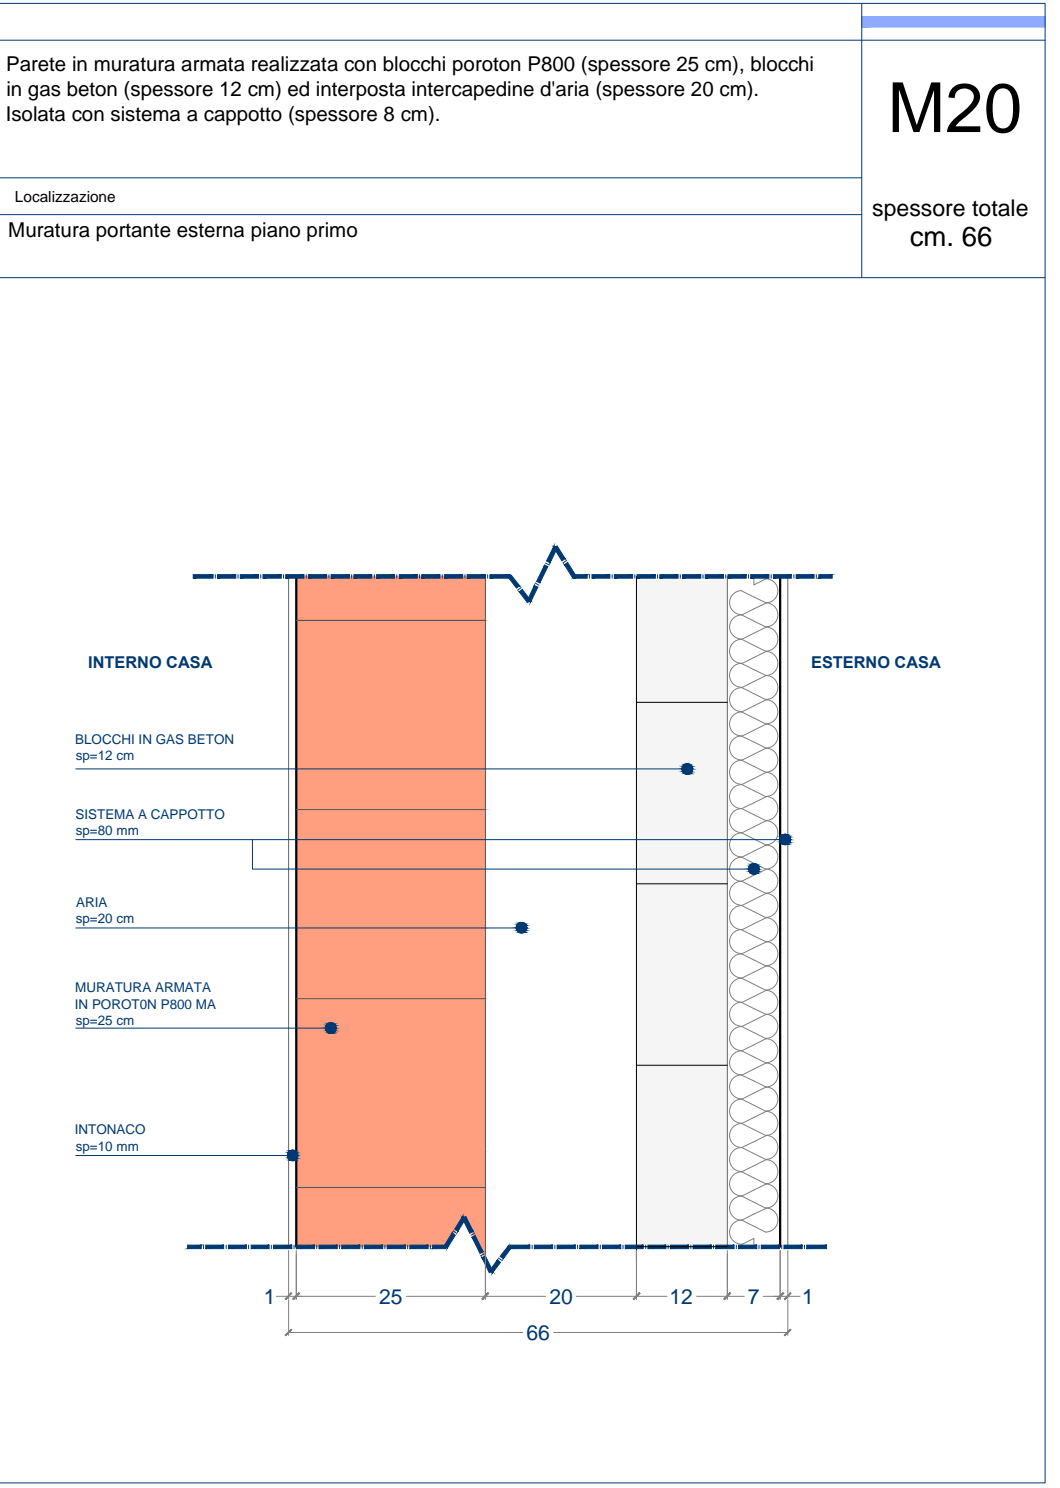 Parete in muratura armata realizzata con blocchi poroton P800 (spessore 25 cm), blocchi
in gas beton (spessore 12 cm) ed interposta intercapedine d'aria (spessore 20 cm).
Isolata con sistema a cappotto (spessore 8 cm).
M20
Localizzazione
spessore totale
cm. 66
Muratura portante esterna piano primo
INTERNO CASA
ESTERNO CASA
BLOCCHI IN GAS BETON
sp=12 cm
SISTEMA A CAPPOTTO
sp=80 mm
ARIA
sp=20 cm
MURATURA ARMATA
IN POROT0N P800 MA
sp=25 cm
INTONACO
sp=10 mm
1 25 20 12 7 1
66